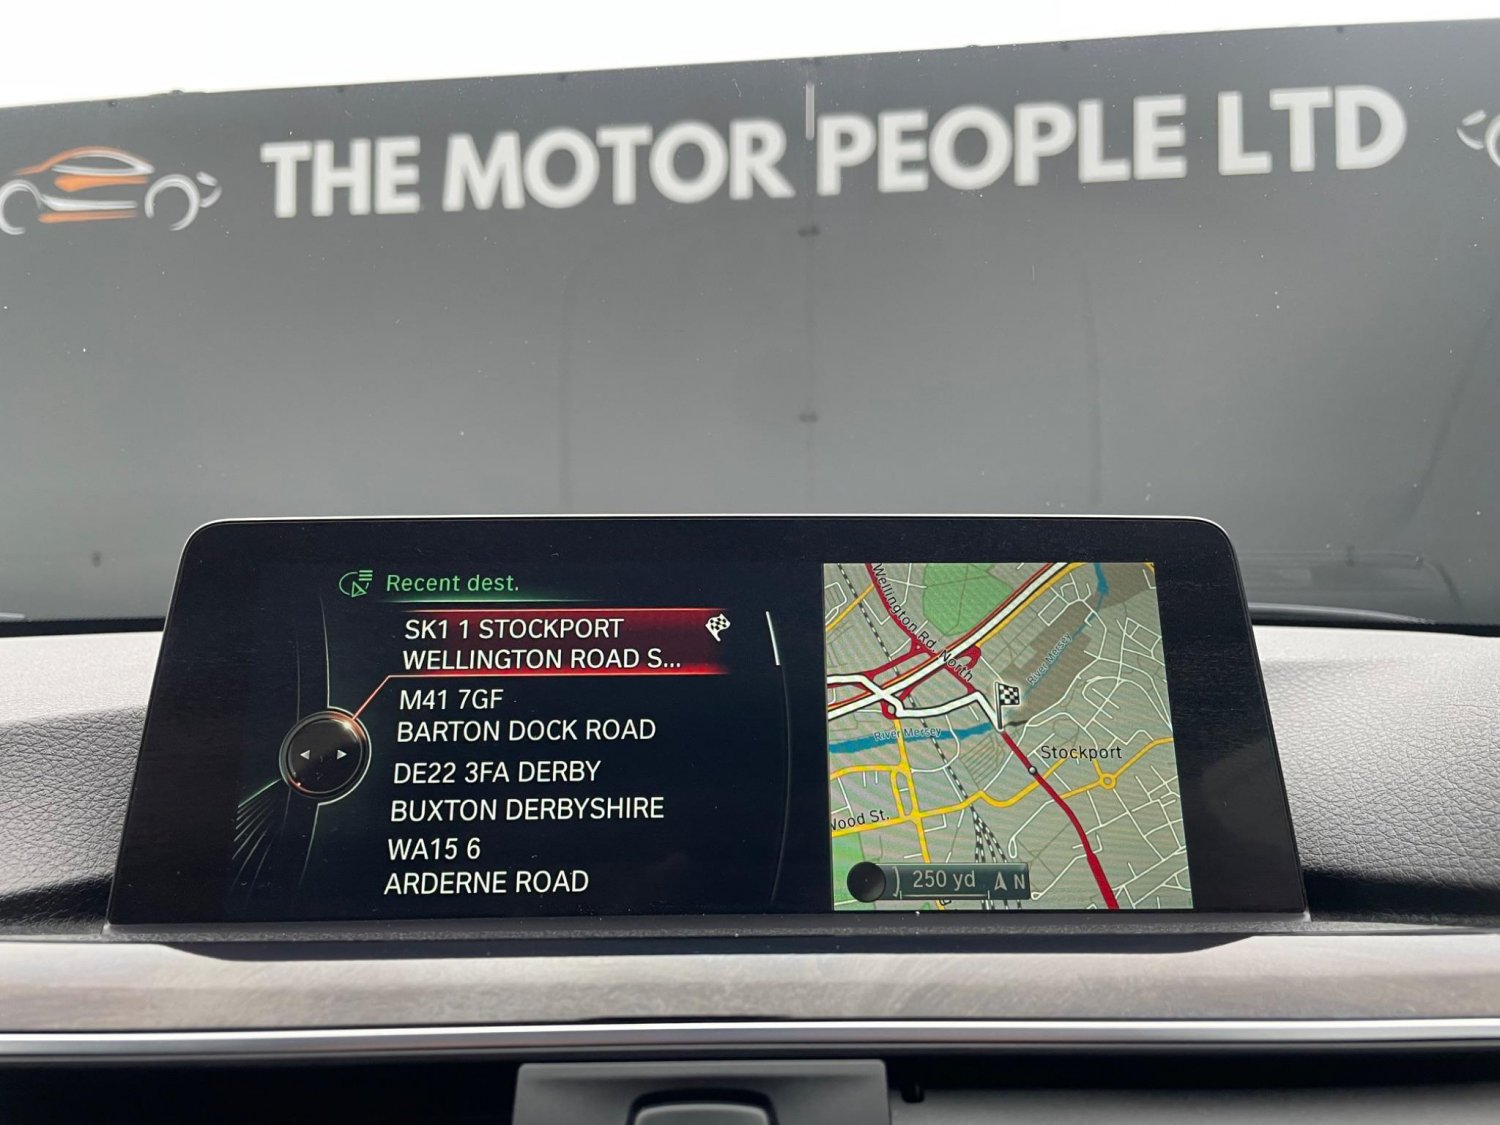 THE MOTOR PEOPLE LTD
Recent dest.
SK1 1 STOCKPORT
WELLINGTON ROAD S...
M41 7GF
BARTON DOCK ROAD
DE22 3FA DERBY
BUXTON DERBYSHIRE
WA15 6
ARDERNE ROAD
Wellington Rd. North
River Mersey
River Mersey
Stockport
Wood St.
250 yd
N